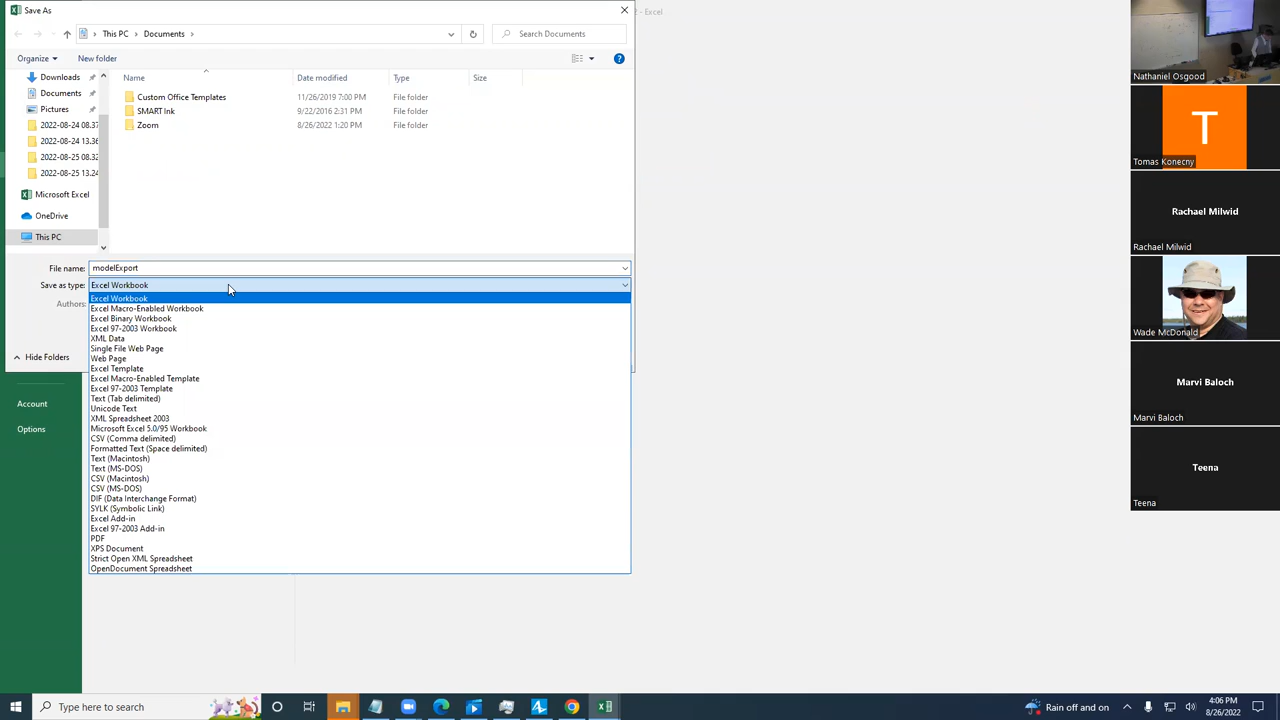 Save As
2 - Excel
This PC > Documents >
Search Documents
Organize
New folder
Name
Date modified
Type
Size
Downloads
Documents
Pictures
2022-08-24 08.37
2022-08-24 13.36
2022-08-25 08.32
2022-08-25 13.24
Microsoft Excel
OneDrive
This PC
Custom Office Templates 11/26/2019 7:00 PM File folder
SMART Ink 9/22/2016 2:31 PM File folder
Zoom 8/26/2022 1:20 PM File folder
File name: modelExport
Save as type: Excel Workbook
Authors:
Hide Folders
Excel Workbook
Excel Macro-Enabled Workbook
Excel Binary Workbook
Excel 97-2003 Workbook
XML Data
Single File Web Page
Web Page
Excel Template
Excel Macro-Enabled Template
Excel 97-2003 Template
Text (Tab delimited)
Unicode Text
XML Spreadsheet 2003
Microsoft Excel 5.0/95 Workbook
CSV (Comma delimited)
Formatted Text (Space delimited)
Text (Macintosh)
Text (MS-DOS)
CSV (Macintosh)
CSV (MS-DOS)
DIF (Data Interchange Format)
SYLK (Symbolic Link)
Excel Add-in
Excel 97-2003 Add-in
PDF
XPS Document
Strict Open XML Spreadsheet
OpenDocument Spreadsheet
Account
Options
Nathaniel Osgood
T
Tomas Konecny
Rachael Milwid
Rachael Milwid
Wade McDonald
Marvi Baloch
Marvi Baloch
Teena
Teena
Type here to search
Rain off and on
4:06 PM
8/26/2022